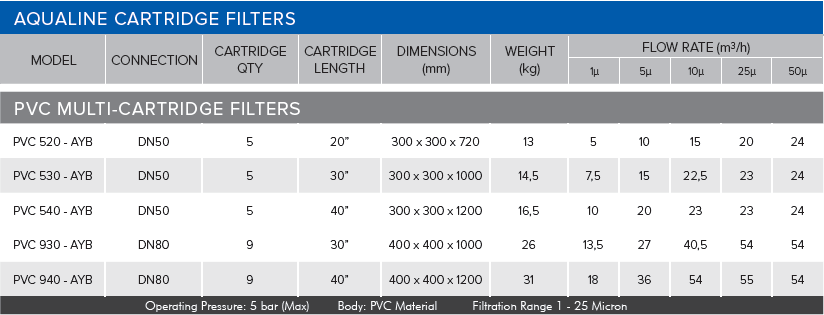 AQUALINE CARTRIDGE FILTERS
MODEL CONNECTION CARTRIDGE QTY CARTRIDGE LENGTH DIMENSIONS (mm) WEIGHT (kg) FLOW RATE (m³/h)
1µ 5µ 10µ 25µ 50µ
PVC MULTI-CARTRIDGE FILTERS
PVC 520 - AYB DN50 5 20” 300 x 300 x 720 13 5 10 15 20 24
PVC 530 - AYB DN50 5 30” 300 x 300 x 1000 14,5 7,5 15 22,5 23 24
PVC 540 - AYB DN50 5 40” 300 x 300 x 1200 16,5 10 20 23 23 24
PVC 930 - AYB DN80 9 30” 400 x 400 x 1000 26 13,5 27 40,5 54 54
PVC 940 - AYB DN80 9 40” 400 x 400 x 1200 31 18 36 54 55 54
Operating Pressure: 5 bar (Max) Body: PVC Material Filtration Range 1 - 25 Micron